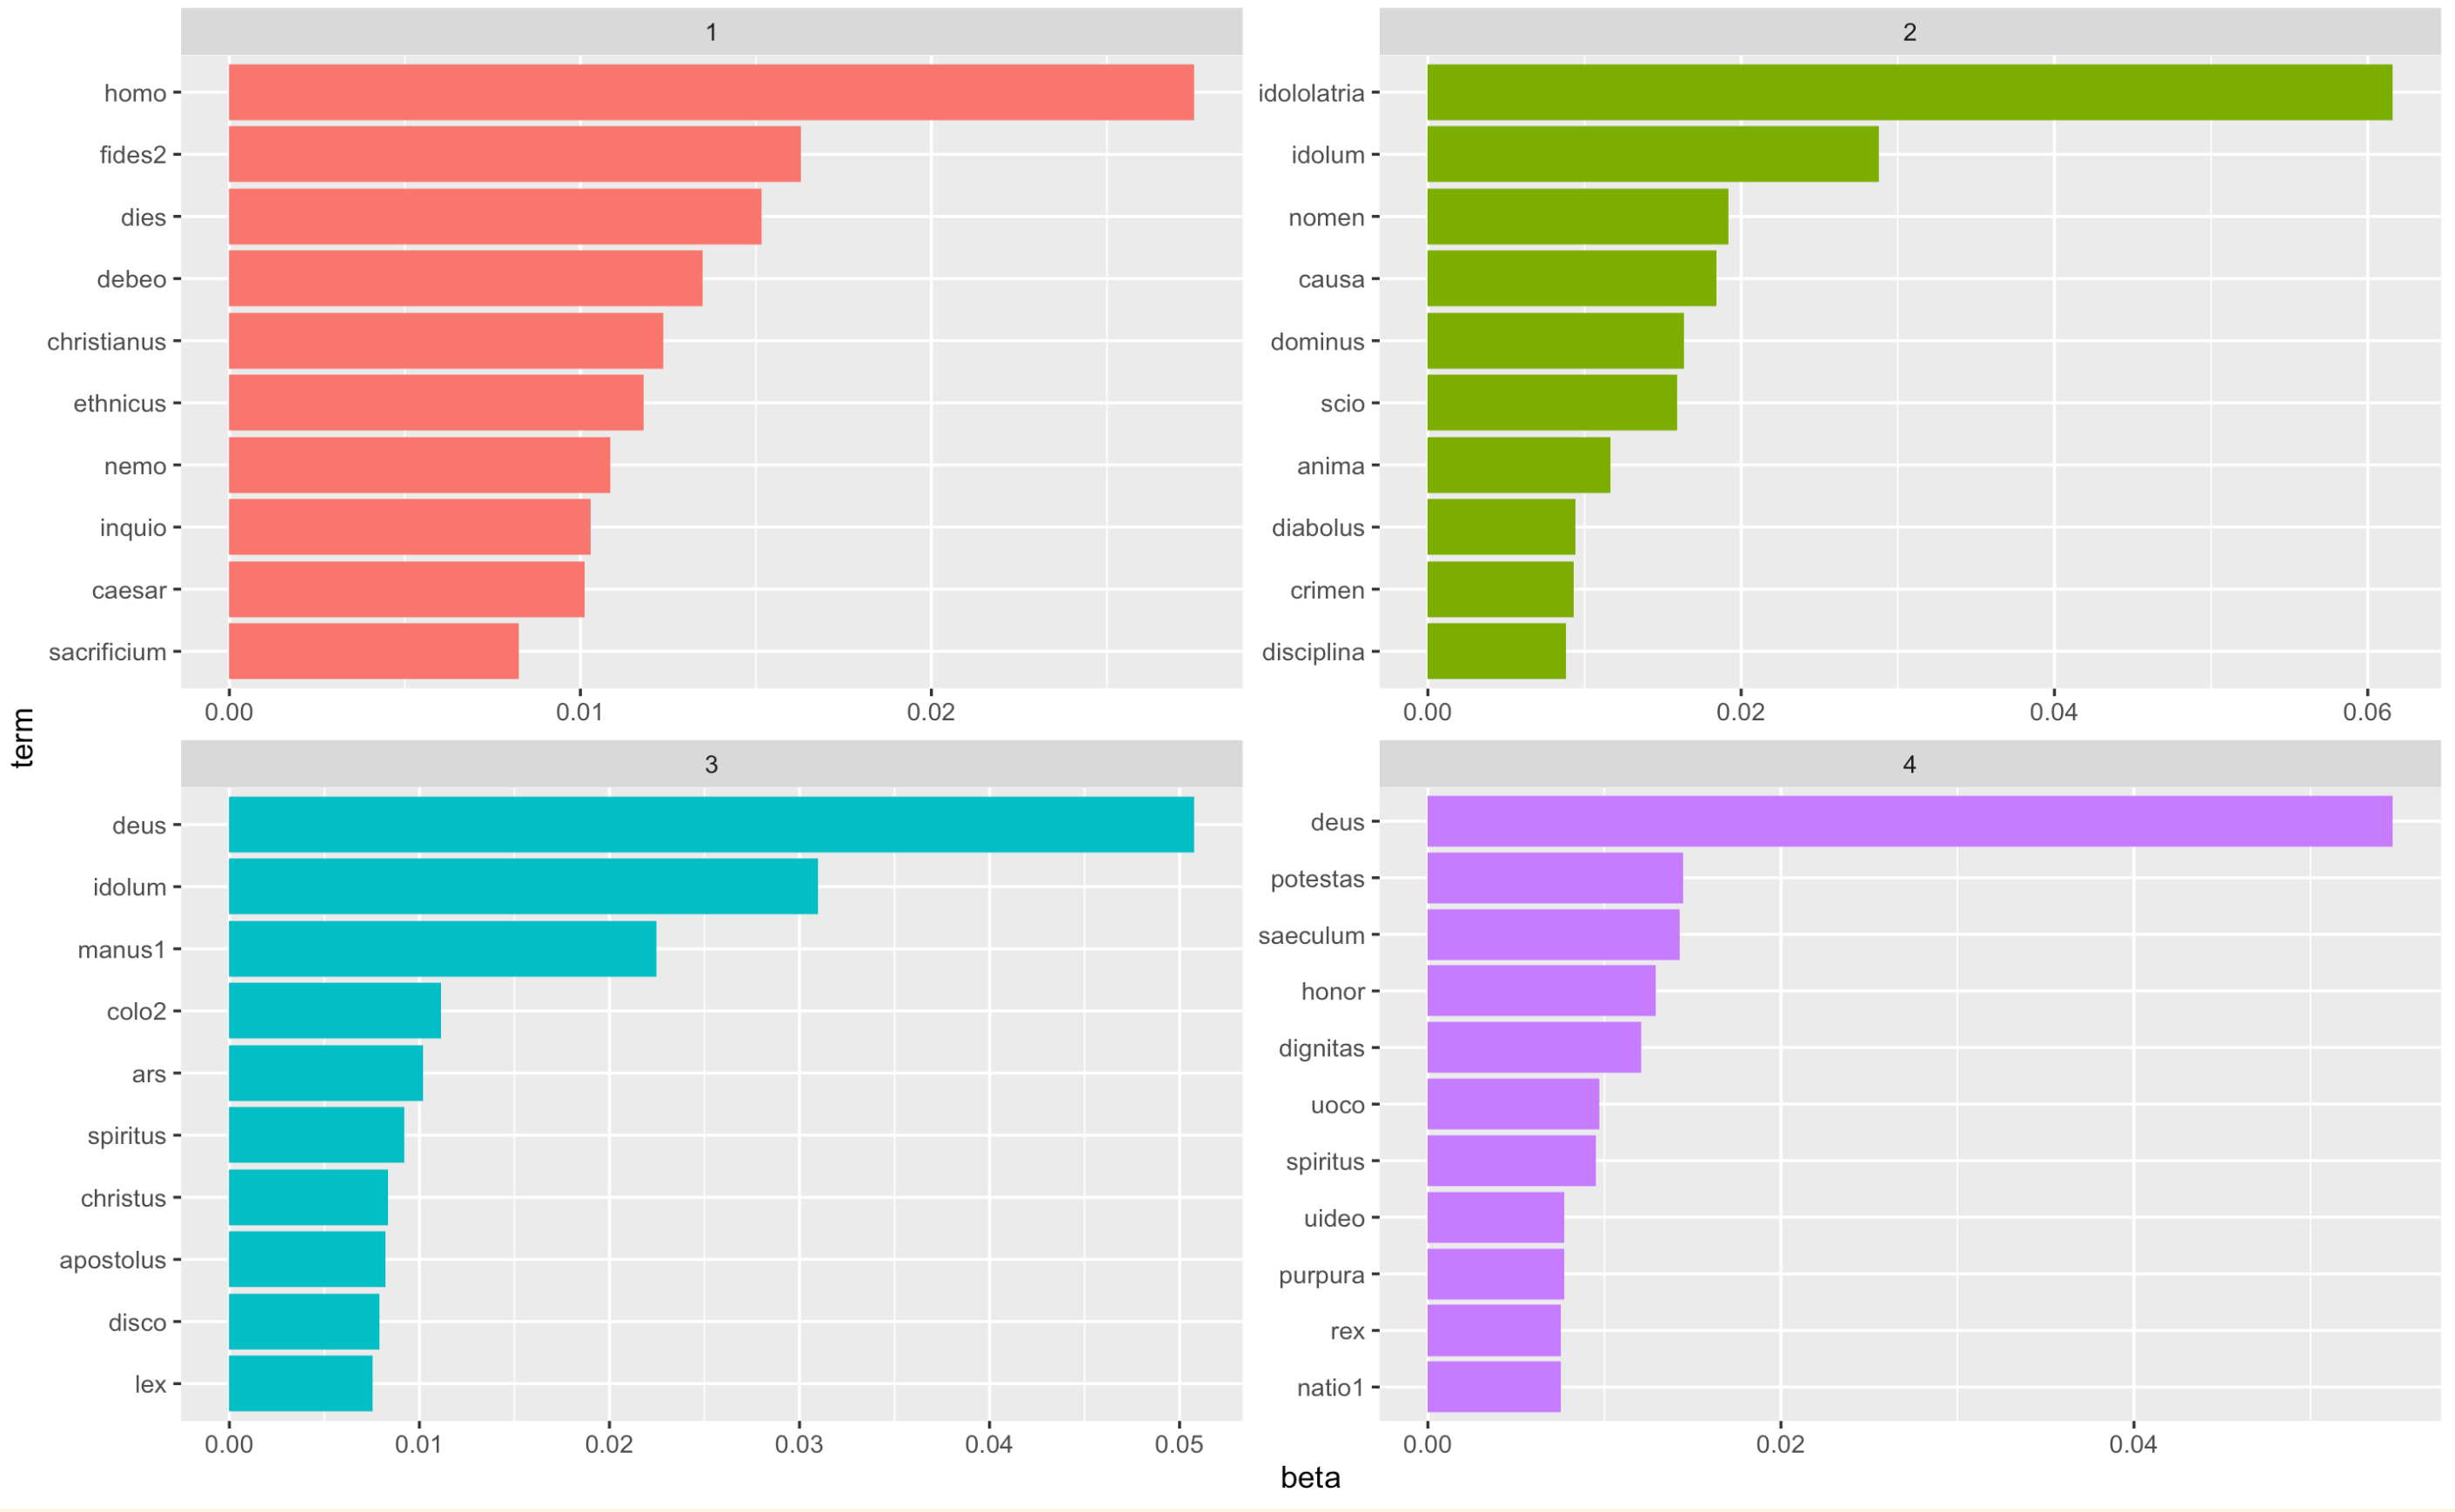 1
homo
fides2
dies
debeo
christianus
ethnicus
nemo
inquio
caesar
sacrificium
0.00 0.01 0.02
2
idololatria
idolum
nomen
causa
dominus
scio
anima
diabolus
crimen
disciplina
0.00 0.02 0.04 0.06
term
3
deus
idolum
manus1
colo2
ars
spiritus
christus
apostolus
disco
lex
0.00 0.01 0.02 0.03 0.04 0.05
4
deus
potestas
saeculum
honor
dignitas
uoco
spiritus
uideo
purpura
rex
natio1
0.00 0.02 0.04
beta